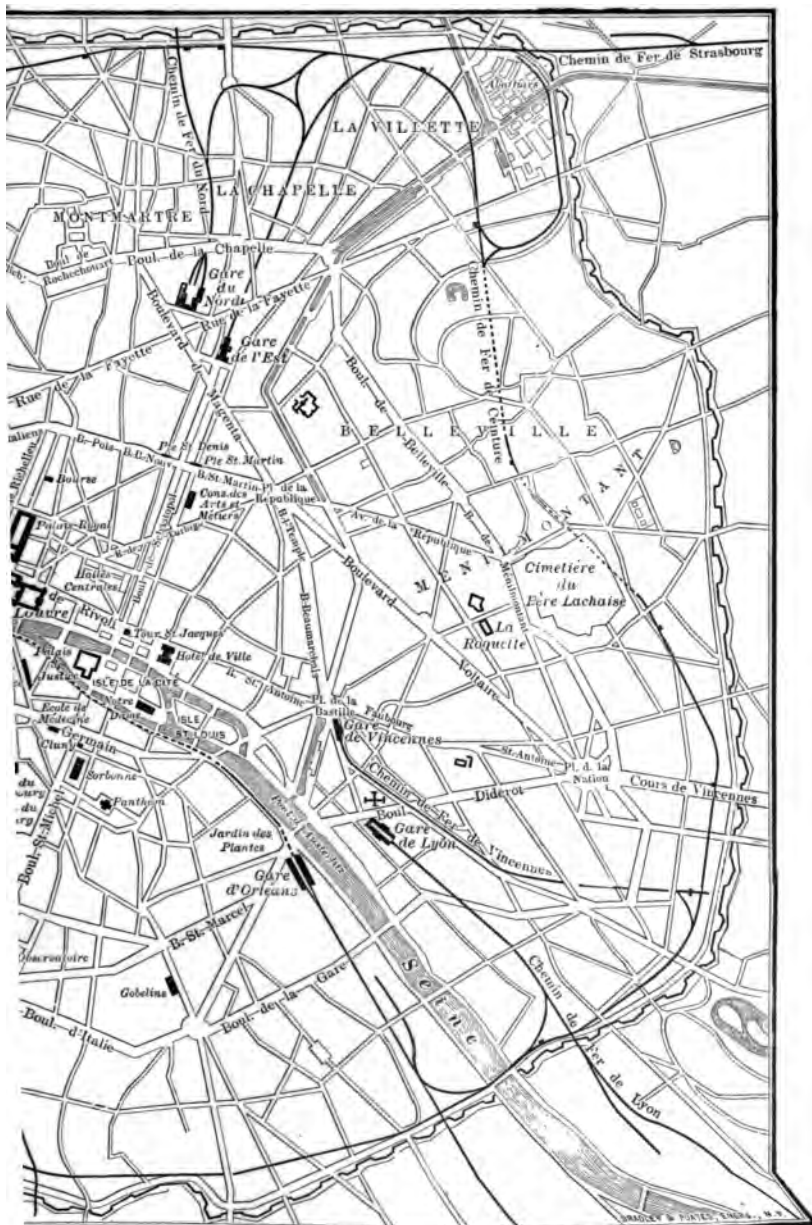 Chemin de Fer de Strasbourg
Abattoirs
Chemin de Fer du Nord
LA VILLETTE
LA CHAPELLE
MONTMARTRE
Boul. de Rochechouart
Boul. de la Chapelle
Gare
du
Nord
Rue de la Fayette
Boulevard de Magenta
Gare
de l'Est
Rue de la Fayette
Chemin de Fer de Ceinture
Boul. de Belleville
BELLEVILLE
MENILMONTANT
Pte St. Denis
Pte St. Martin
B. St Martin
Pl. de la
République
Bourse
Cons. des
Arts et
Métiers
Palais Royal
B. du Temple
Av. de la République
B. de Ménilmontant
Halles
Centrales
Cimetière
du
Père Lachaise
Louvre
de Rivoli
Tour St. Jacques
Hotel de Ville
B. Beaumarchais
Boulevard Voltaire
La
Roquette
Palais
de
Justice
ISLE DE LA CITÉ
Notre
Dame
ISLE
ST. LOUIS
R. St. Antoine
Pl. de la
Bastille
Faubourg
St. Antoine
Gare
de Vincennes
Pl. d. la
Nation
Cours de Vincennes
Ecole de
Médecine
Cluny
Germain
Sorbonne
Boul. St. Michel
Chemin de Fer de Vincennes
Boul. Diderot
Gare
de Lyon
Jardin des
Plantes
Pont d'Austerlitz
Gare
d'Orleans
B. St. Marcel
Observatoire
Gobelins
Boul. de la Gare
Boul. d'Italie
Seine
Chemin de Fer de Lyon
BRADLEY & POATES, ENGRS., N.Y.